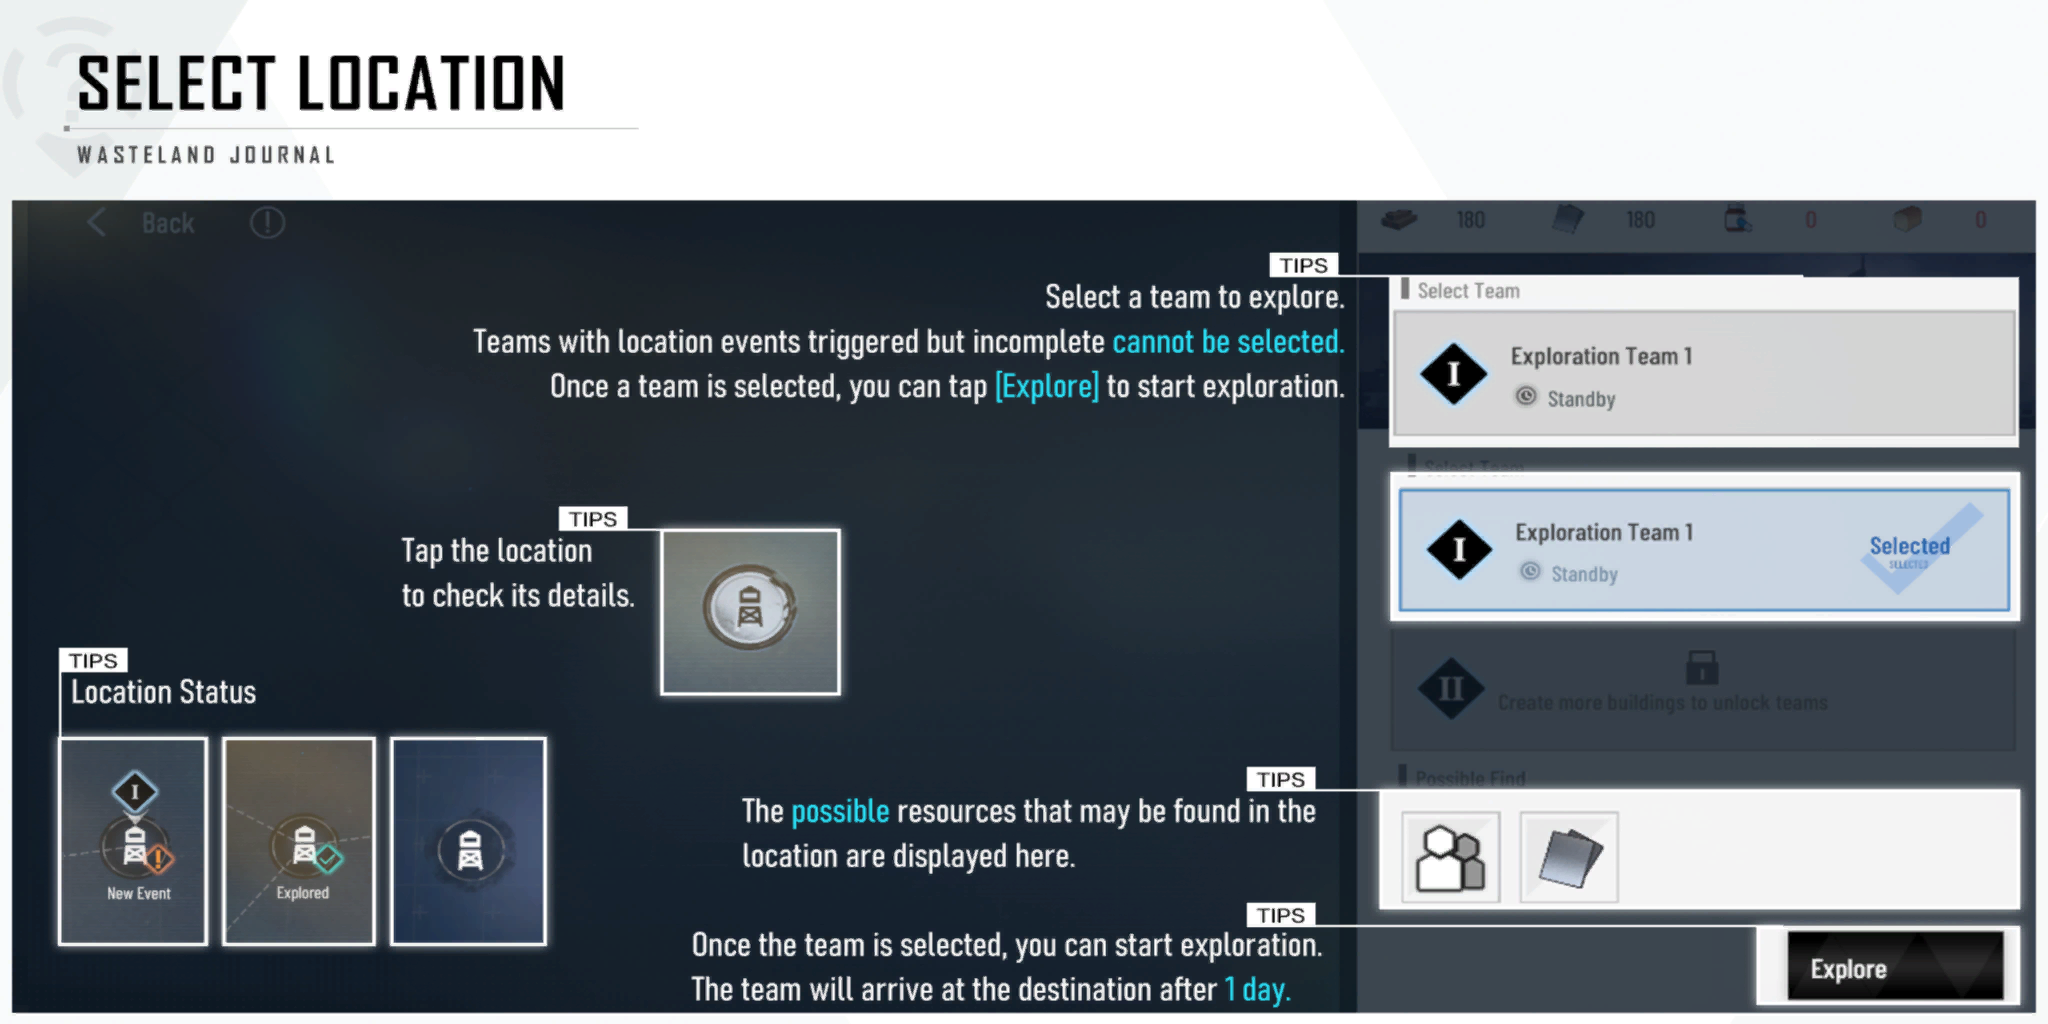 SELECT LOCATION
WASTELAND JOURNAL
Back
180
180
0
0
TIPS
Select a team to explore.
Teams with location events triggered but incomplete cannot be selected.
Once a team is selected, you can tap [Explore] to start exploration.
Select Team
I
Exploration Team 1
Standby
Select Team
I
Exploration Team 1
Standby
Selected
SELECTED
II
Create more buildings to unlock teams
TIPS
Tap the location
to check its details.
TIPS
Location Status
I
New Event
Explored
TIPS
The possible resources that may be found in the
location are displayed here.
Possible Find
TIPS
Once the team is selected, you can start exploration.
The team will arrive at the destination after 1 day.
Explore